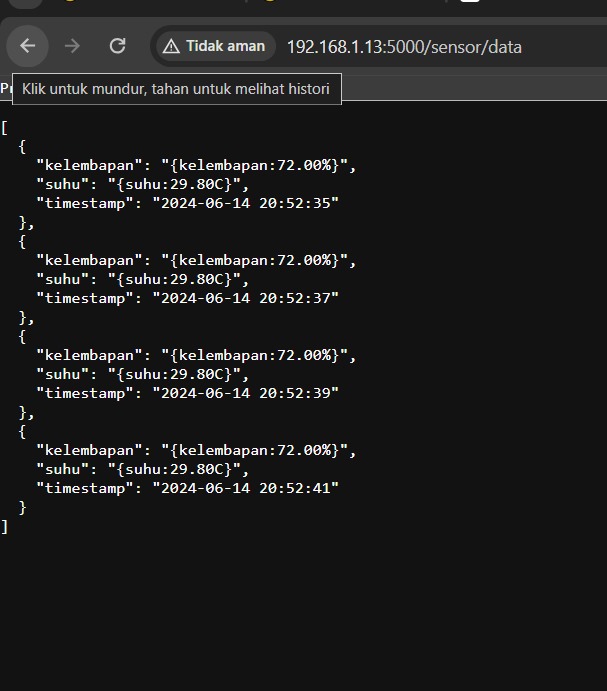 Tidak aman
192.168.1.13:5000/sensor/data
Klik untuk mundur, tahan untuk melihat histori
[
  {
    "kelembapan": "{kelembapan:72.00%}",
    "suhu": "{suhu:29.80C}",
    "timestamp": "2024-06-14 20:52:35"
  },
  {
    "kelembapan": "{kelembapan:72.00%}",
    "suhu": "{suhu:29.80C}",
    "timestamp": "2024-06-14 20:52:37"
  },
  {
    "kelembapan": "{kelembapan:72.00%}",
    "suhu": "{suhu:29.80C}",
    "timestamp": "2024-06-14 20:52:39"
  },
  {
    "kelembapan": "{kelembapan:72.00%}",
    "suhu": "{suhu:29.80C}",
    "timestamp": "2024-06-14 20:52:41"
  }
]